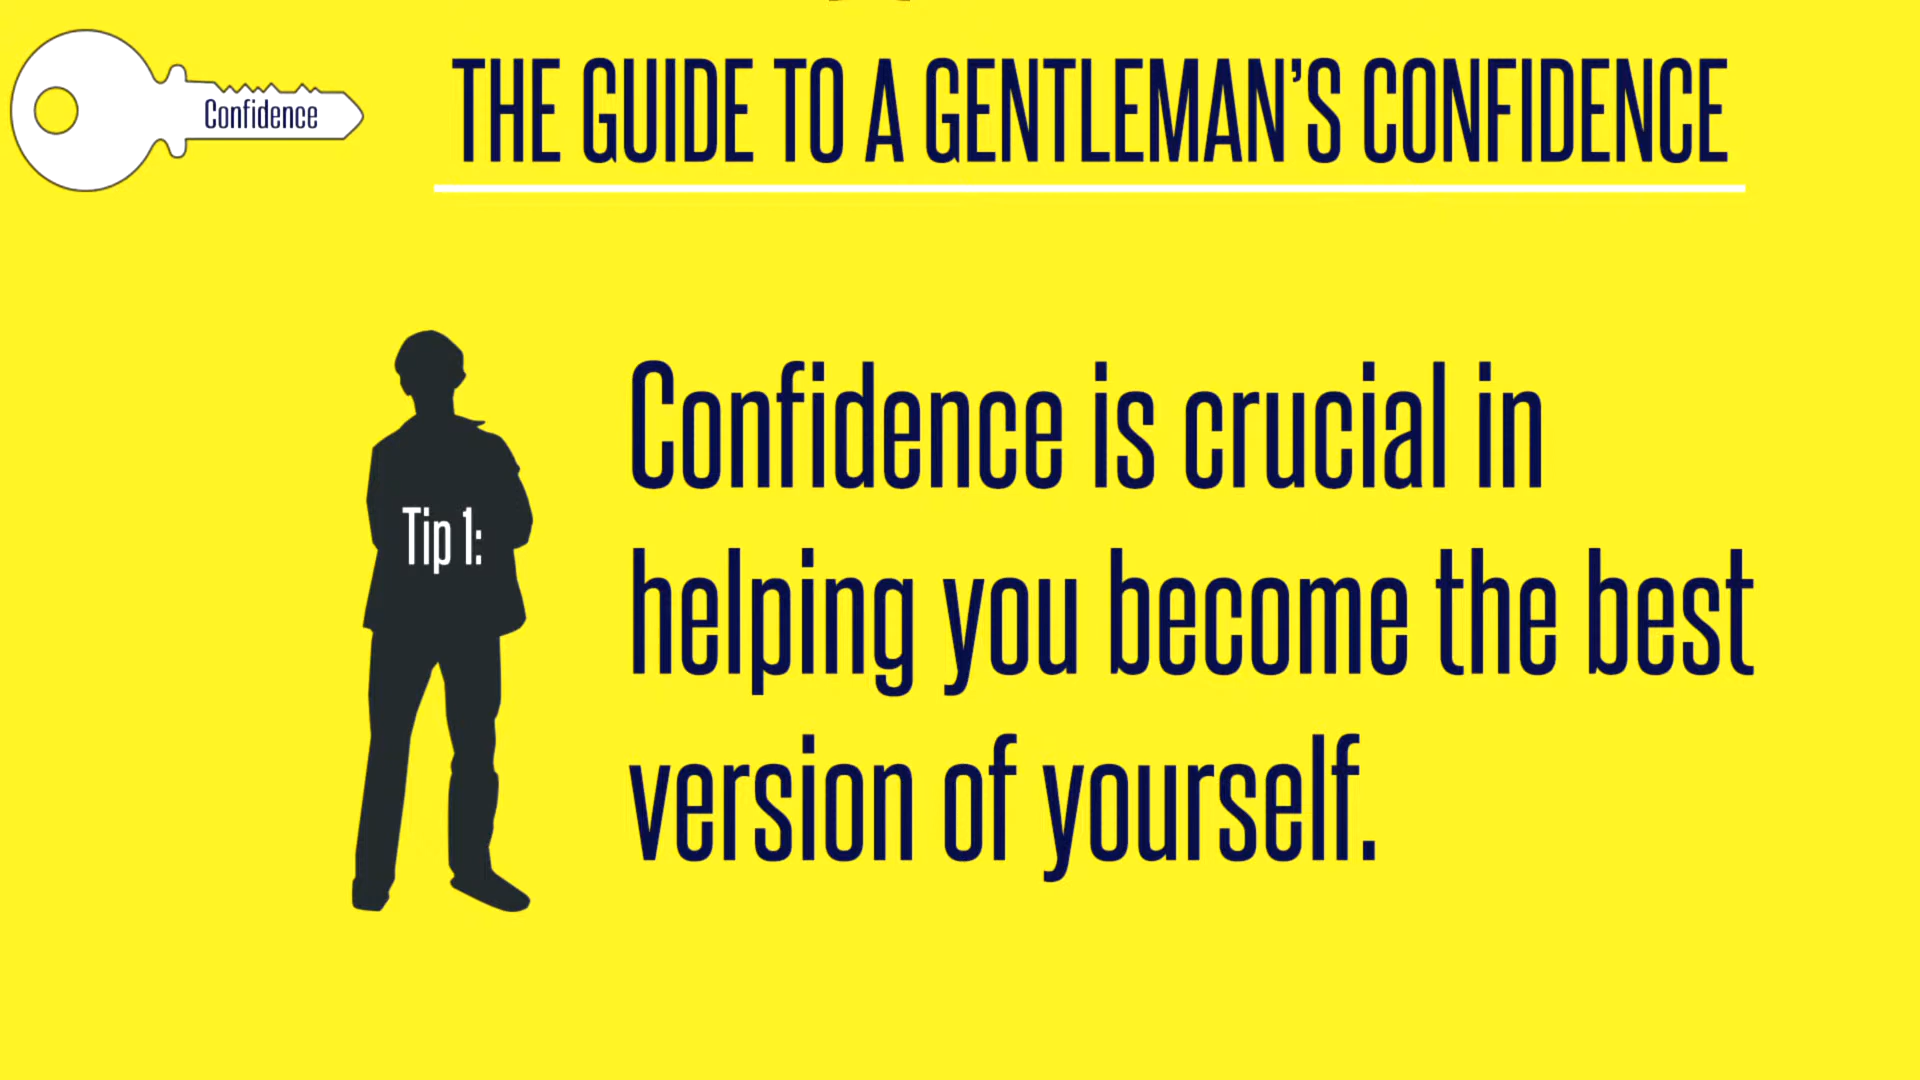 Confidence
THE GUIDE TO A GENTLEMAN’S CONFIDENCE
Tip 1:
Confidence is crucial in
helping you become the best
version of yourself.